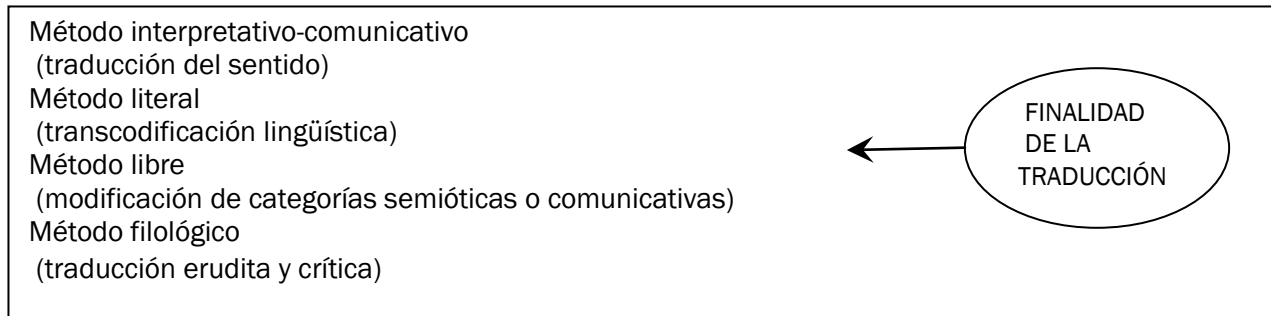 Método interpretativo-comunicativo
(traducción del sentido)
Método literal
(transcodificación lingüística)
Método libre
(modificación de categorías semióticas o comunicativas)
Método filológico
(traducción erudita y crítica)
FINALIDAD
DE LA
TRADUCCIÓN